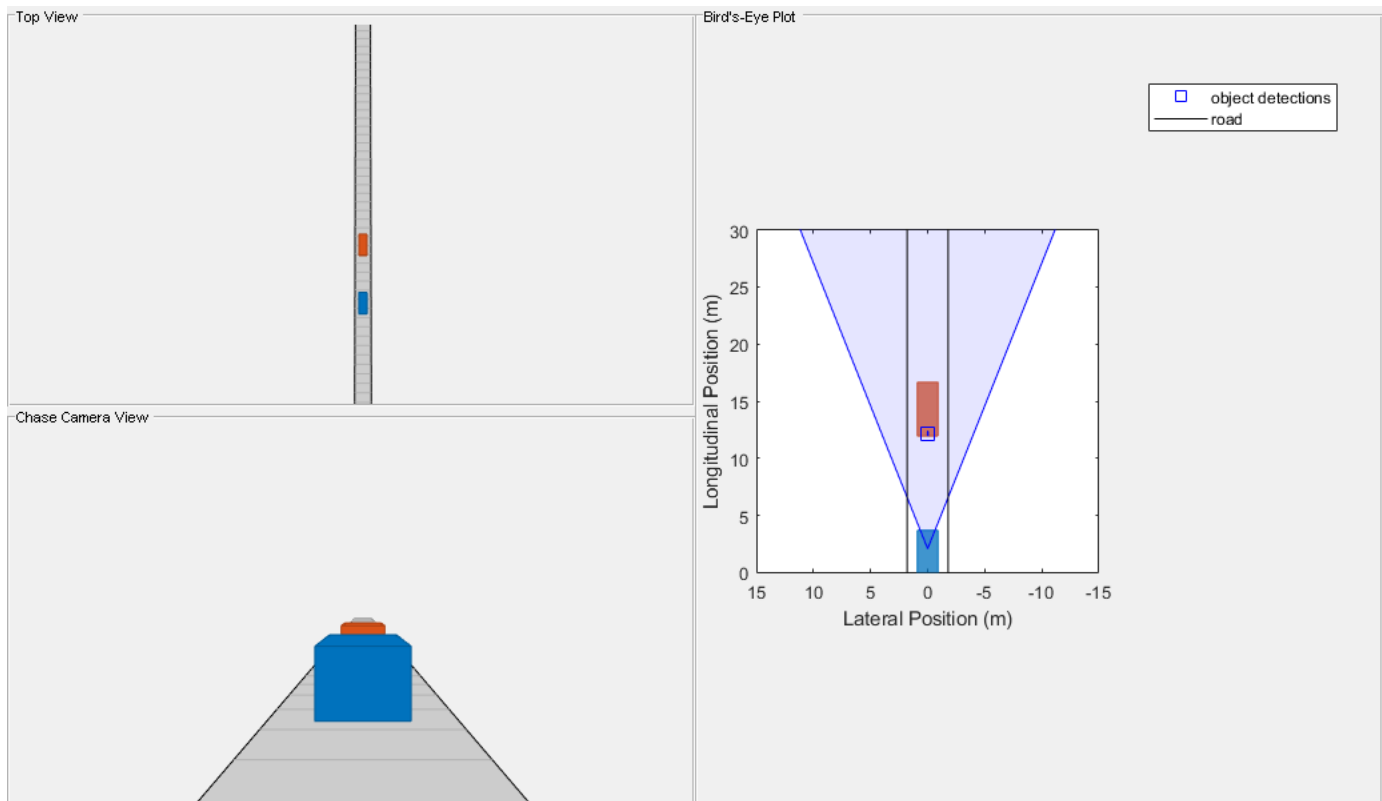 Top View
Chase Camera View
Bird's-Eye Plot
object detections
road
30
25
20
15
10
5
0
Longitudinal Position (m)
15 10 5 0 -5 -10 -15
Lateral Position (m)